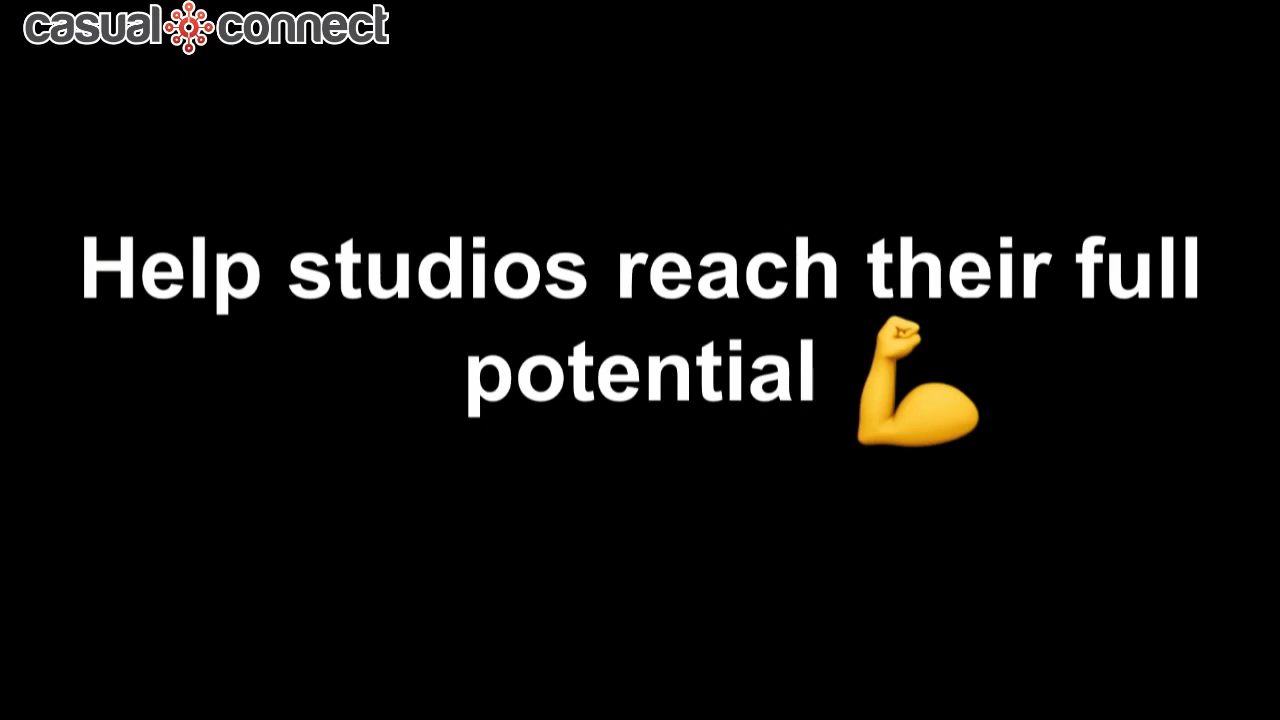 casual connect
Help studios reach their full
potential 💪